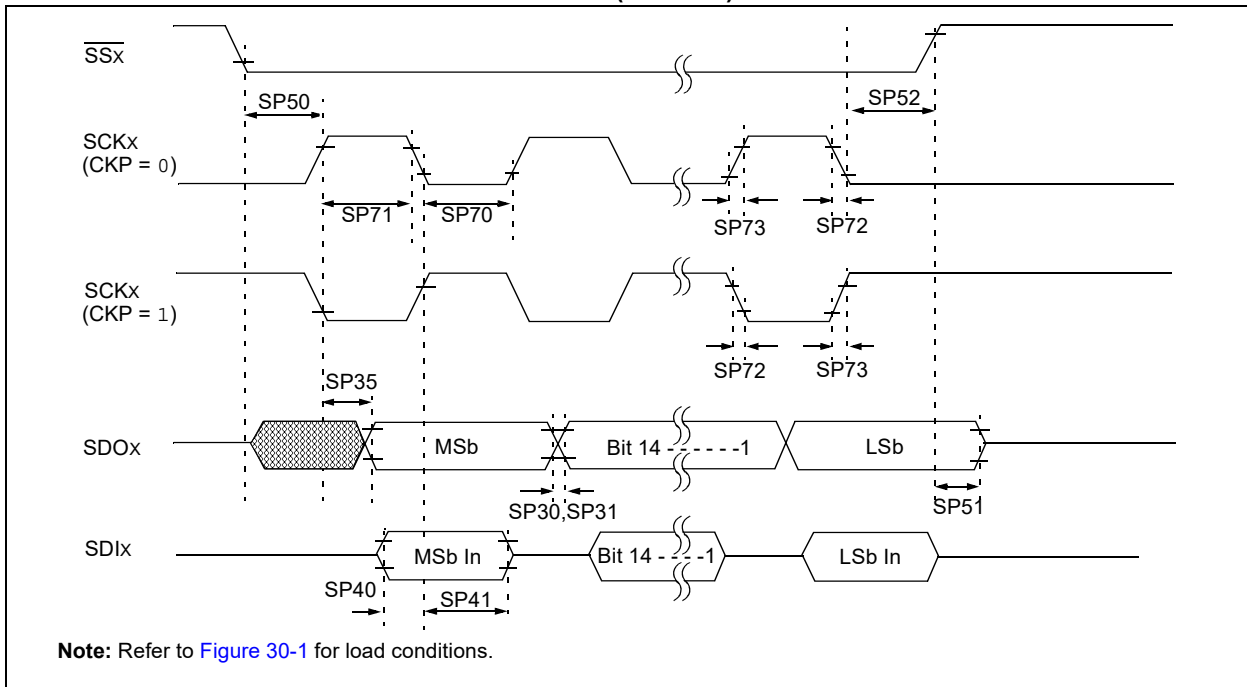 SSX
SP50
SP52
SCKX
(CKP = 0)
SP71
SP70
SP73
SP72
SCKX
(CKP = 1)
SP72
SP73
SP35
SDOX
MSb
Bit 14 - - - - - -1
LSb
SP30,SP31
SP51
SDIX
MSb In
Bit 14 - - - -1
LSb In
SP40
SP41
Note: Refer to Figure 30-1 for load conditions.